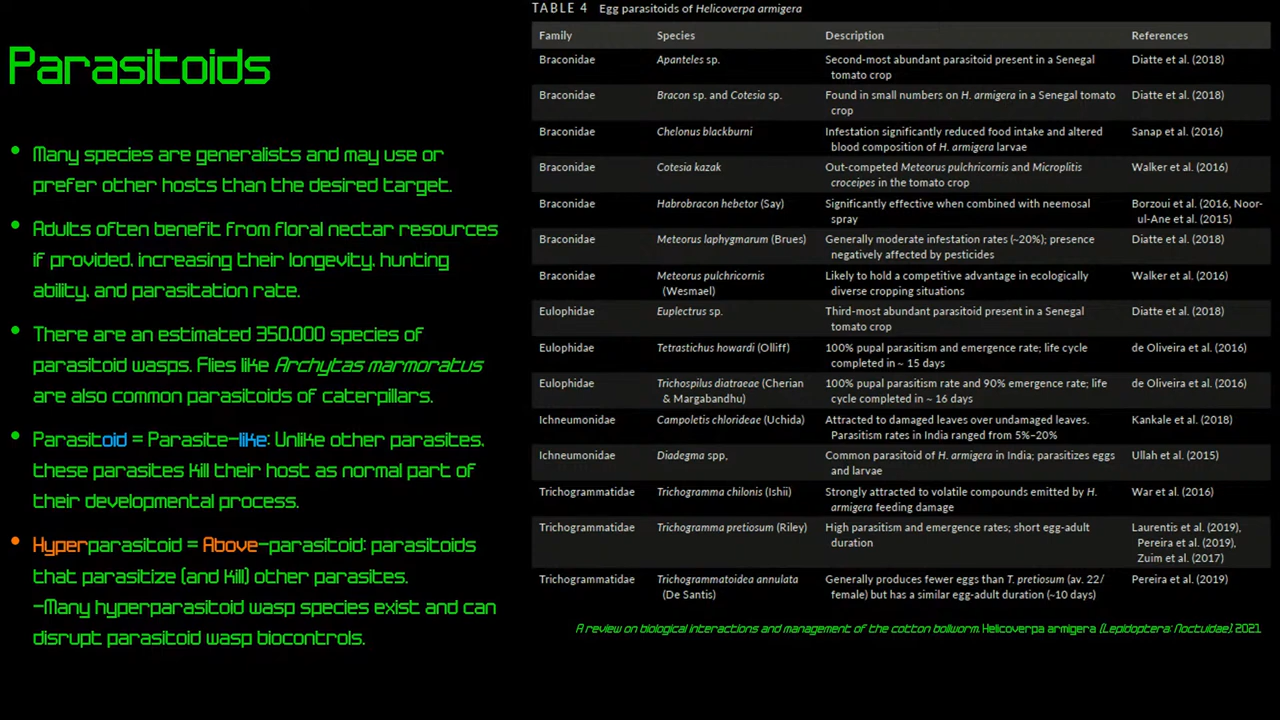 Parasitoids
• Many species are generalists and may use or
prefer other hosts than the desired target.
• Adults often benefit from floral nectar resources
if provided, increasing their longevity, hunting
ability, and parasitation rate.
• There are an estimated 350,000 species of
parasitoid wasps. Flies like Archytas marmoratus
are also common parasitoids of caterpillars.
• Parasitoid = Parasite-like: Unlike other parasites,
these parasites kill their host as normal part of
their developmental process.
• Hyperparasitoid = Above-parasitoid: parasitoids
that parasitize (and kill) other parasites.
-Many hyperparasitoid wasp species exist and can
disrupt parasitoid wasp biocontrols.
TABLE 4 Egg parasitoids of Helicoverpa armigera
Family Species Description References
Braconidae Apanteles sp. Second-most abundant parasitoid present in a Senegal Diatte et al. (2018)
tomato crop
Braconidae Bracon sp. and Cotesia sp. Found in small numbers on H. armigera in a Senegal tomato Diatte et al. (2018)
crop
Braconidae Chelonus blackburni Infestation significantly reduced food intake and altered Sanap et al. (2016)
blood composition of H. armigera larvae
Braconidae Cotesia kazak Out-competed Meteorus pulchricornis and Microplitis Walker et al. (2016)
croceipes in the tomato crop
Braconidae Habrobracon hebetor (Say) Significantly effective when combined with neemosal Borzoui et al. (2016, Noor-
spray ul-Ane et al. (2015)
Braconidae Meteorus laphygmarum (Brues) Generally moderate infestation rates (~20%); presence Diatte et al. (2018)
negatively affected by pesticides
Braconidae Meteorus pulchricornis Likely to hold a competitive advantage in ecologically Walker et al. (2016)
(Wesmael) diverse cropping situations
Eulophidae Euplectrus sp. Third-most abundant parasitoid present in a Senegal Diatte et al. (2018)
tomato crop
Eulophidae Tetrastichus howardi (Olliff) 100% pupal parasitism and emergence rate; life cycle de Oliveira et al. (2016)
completed in ~ 15 days
Eulophidae Trichospilus diatraeae (Cherian 100% pupal parasitism rate and 90% emergence rate; life de Oliveira et al. (2016)
& Margabandhu) cycle completed in ~ 16 days
Ichneumonidae Campoletis chlorideae (Uchida) Attracted to damaged leaves over undamaged leaves. Kankale et al. (2018)
Parasitism rates in India ranged from 5%–20%
Ichneumonidae Diadegma spp. Common parasitoid of H. armigera in India; parasitizes eggs Ullah et al. (2015)
and larvae
Trichogrammatidae Trichogramma chilonis (Ishii) Strongly attracted to volatile compounds emitted by H. War et al. (2016)
armigera feeding damage
Trichogrammatidae Trichogramma pretiosum (Riley) High parasitism and emergence rates; short egg-adult Laurentis et al. (2019),
duration Pereira et al. (2019),
Zuim et al. (2017)
Trichogrammatidae Trichogrammatoidea annulata Generally produces fewer eggs than T. pretiosum (av. 22/ Pereira et al. (2019)
(De Santis) female) but has a similar egg-adult duration (~10 days)
A review on biological interactions and management of the cotton bollworm, Helicoverpa armigera (Lepidoptera: Noctuidae). 2021.